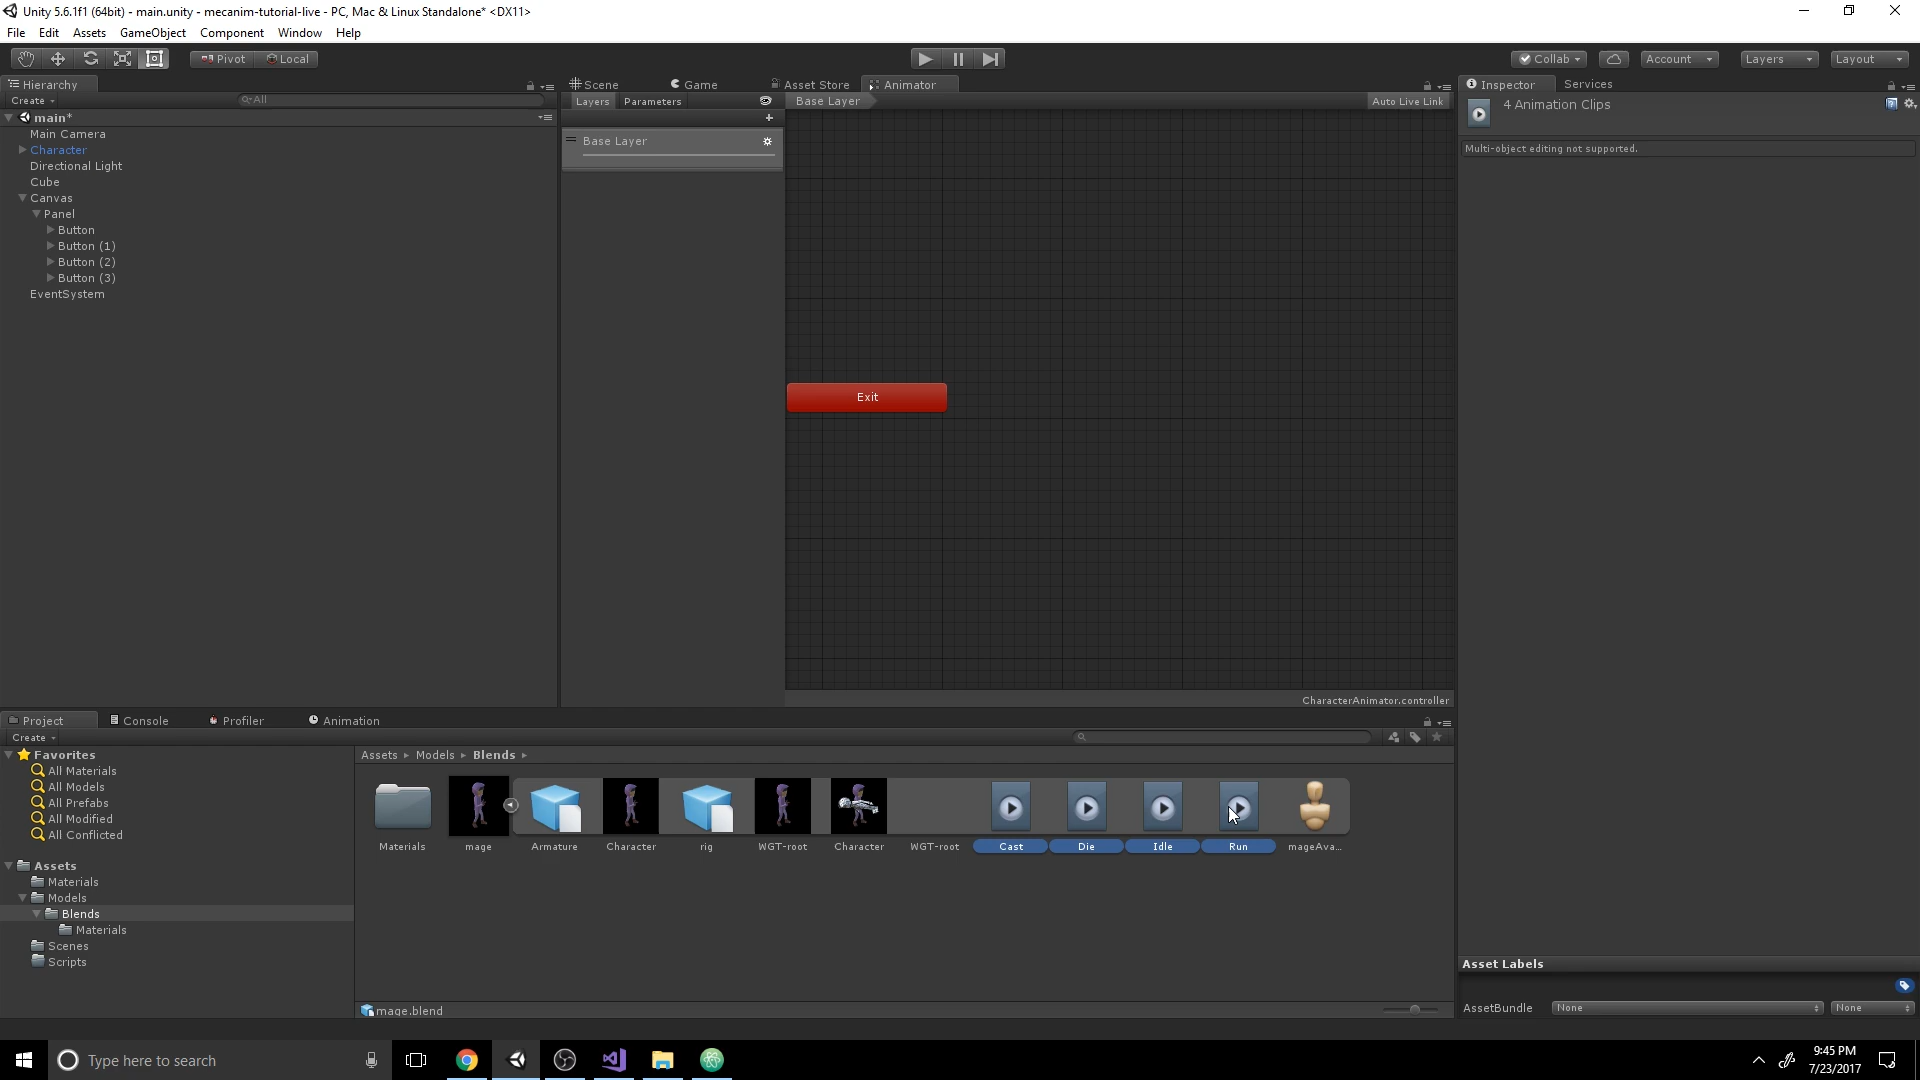 Unity 5.6.1f1 (64bit) - main.unity - mecanim-tutorial-live - PC, Mac & Linux Standalone* <DX11>
File Edit Assets GameObject Component Window Help
Pivot Local Collab Account Layers Layout
Hierarchy Scene Game Asset Store Animator Inspector Services
Create All Layers Parameters Base Layer Auto Live Link 4 Animation Clips
main*
Main Camera
Base Layer
Character
Multi-object editing not supported.
Directional Light
Cube
Canvas
Panel
Button
Button (1)
Button (2)
Button (3)
EventSystem
Exit
CharacterAnimator.controller
Project Console Profiler Animation
Create
Favorites
Assets Models Blends
All Materials
All Models
All Prefabs
All Modified
All Conflicted
Materials mage Armature Character rig WGT-root Character WGT-root Cast Die Idle Run mageAva...
Assets
Materials
Models
Blends
Materials
Scenes
Scripts
Asset Labels
AssetBundle None None
mage.blend
Type here to search
9:45 PM
7/23/2017